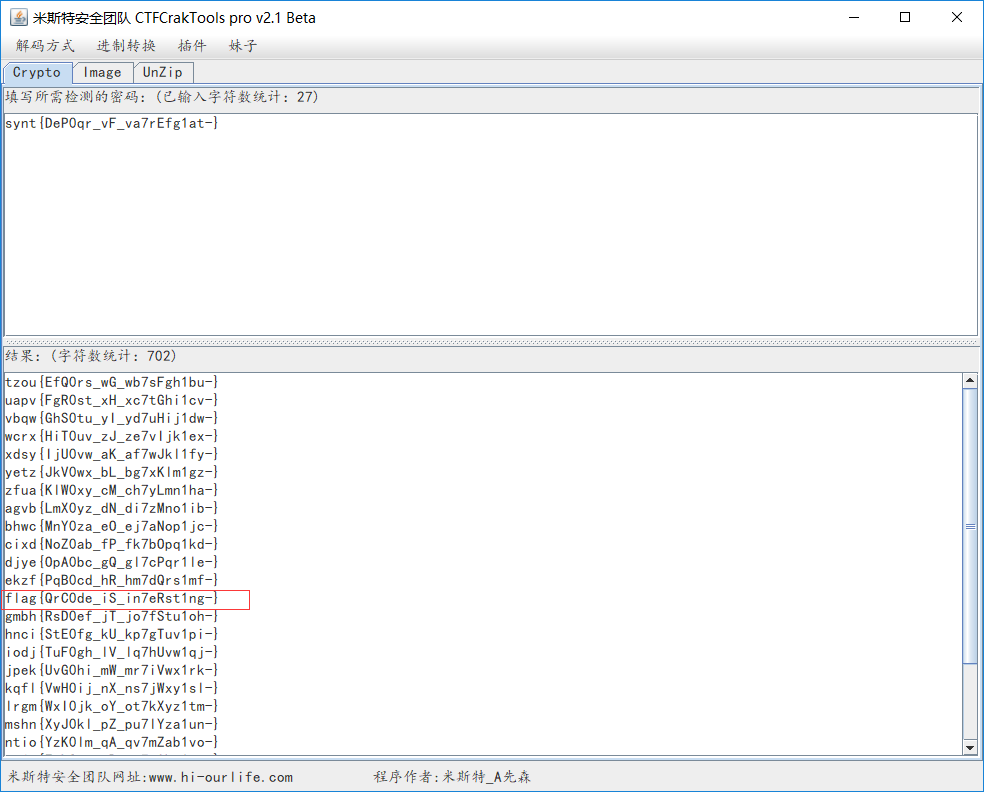 米斯特安全团队 CTFCrakTools pro v2.1 Beta
解码方式 进制转换 插件 妹子
Crypto Image UnZip
填写所需检测的密码：(已输入字符数统计：27)
synt{DeP0qr_vF_va7rEfg1at-}
结果：(字符数统计：702)
tzou{EfQ0rs_wG_wb7sFgh1bu-}
uapv{FgR0st_xH_xc7tGhi1cv-}
vbqw{GhS0tu_yI_yd7uHij1dw-}
wcrx{HiT0uv_zJ_ze7vIjk1ex-}
xdsy{IjU0vw_aK_af7wJkl1fy-}
yetz{JkV0wx_bL_bg7xKlm1gz-}
zfua{KlW0xy_cM_ch7yLmn1ha-}
agvb{LmX0yz_dN_di7zMno1ib-}
bhwc{MnY0za_eO_ej7aNop1jc-}
cixd{NoZ0ab_fP_fk7bOpq1kd-}
djye{OpA0bc_gQ_gl7cPqr1le-}
ekzf{PqB0cd_hR_hm7dQrs1mf-}
flag{QrC0de_iS_in7eRst1ng-}
gmbh{RsD0ef_jT_jo7fStu1oh-}
hnci{StE0fg_kU_kp7gTuv1pi-}
iodj{TuF0gh_lV_lq7hUvw1qj-}
jpek{UvG0hi_mW_mr7iVwx1rk-}
kqfl{VwH0ij_nX_ns7jWxy1sl-}
lrgm{WxI0jk_oY_ot7kXyz1tm-}
mshn{XyJ0kl_pZ_pu7lYza1un-}
ntio{YzK0lm_qA_qv7mZab1vo-}
米斯特安全团队网址:www.hi-ourlife.com 程序作者:米斯特_A先森